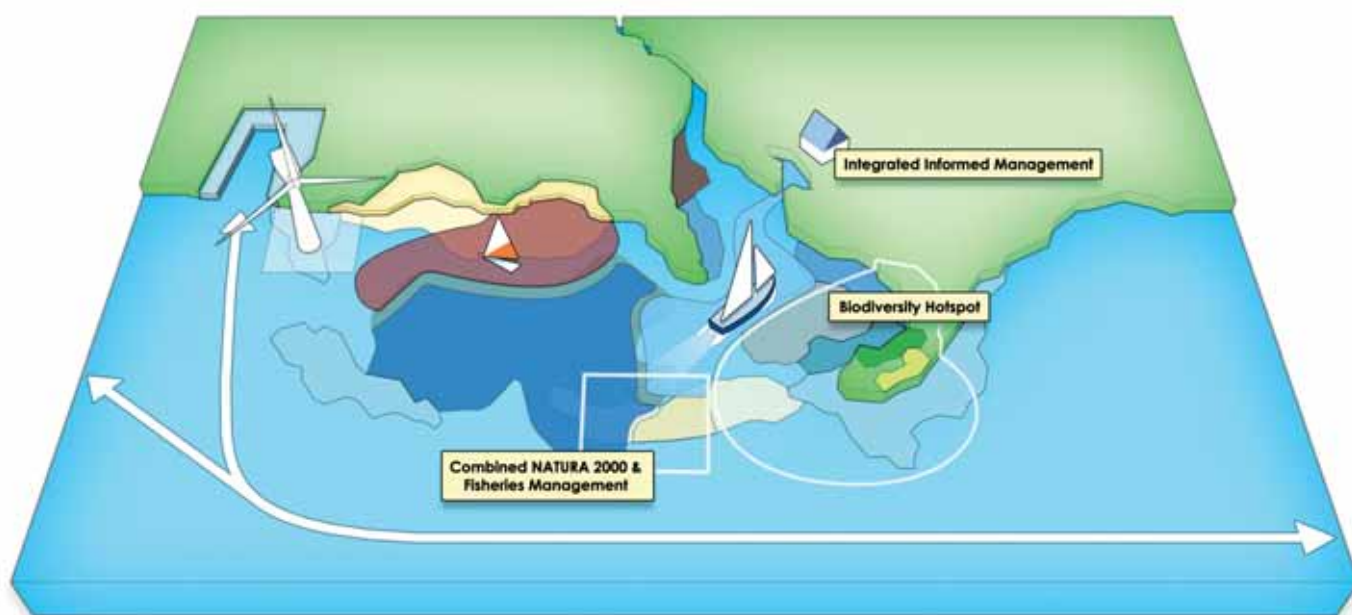 Integrated Informed Management
Biodiversity Hotspot
Combined NATURA 2000 &
Fisheries Management